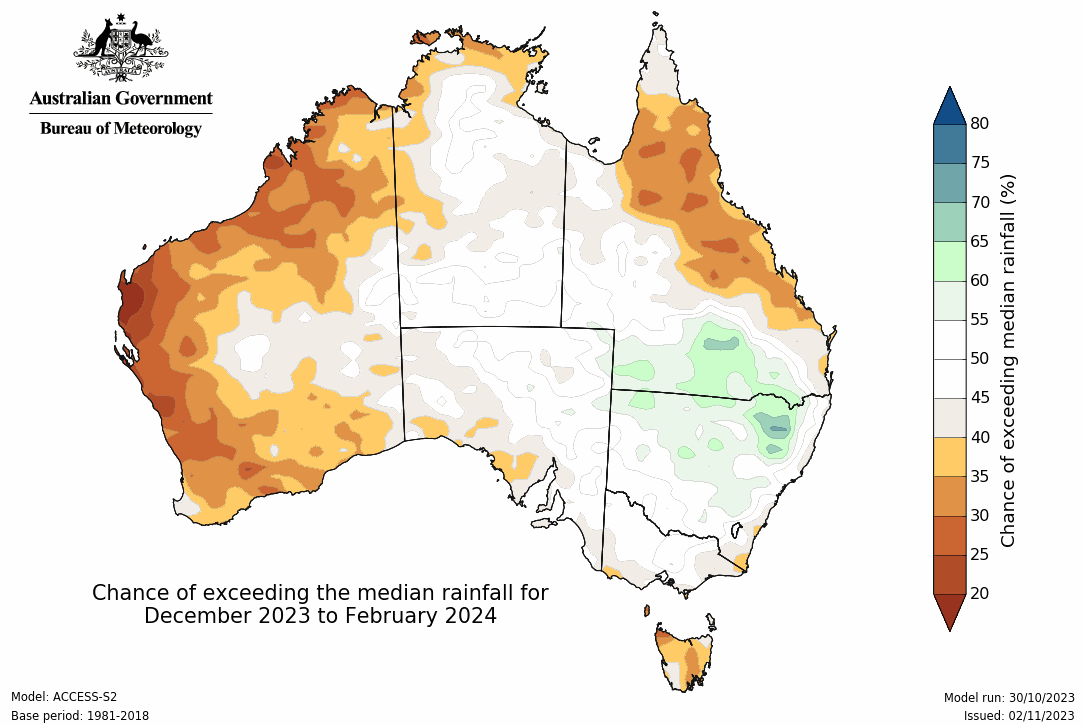 Australian Government
Bureau of Meteorology
80
75
70
65
60
55
50
45
40
35
30
25
20
Chance of exceeding median rainfall (%)
Chance of exceeding the median rainfall for
December 2023 to February 2024
Model: ACCESS-S2
Base period: 1981-2018
Model run: 30/10/2023
Issued: 02/11/2023